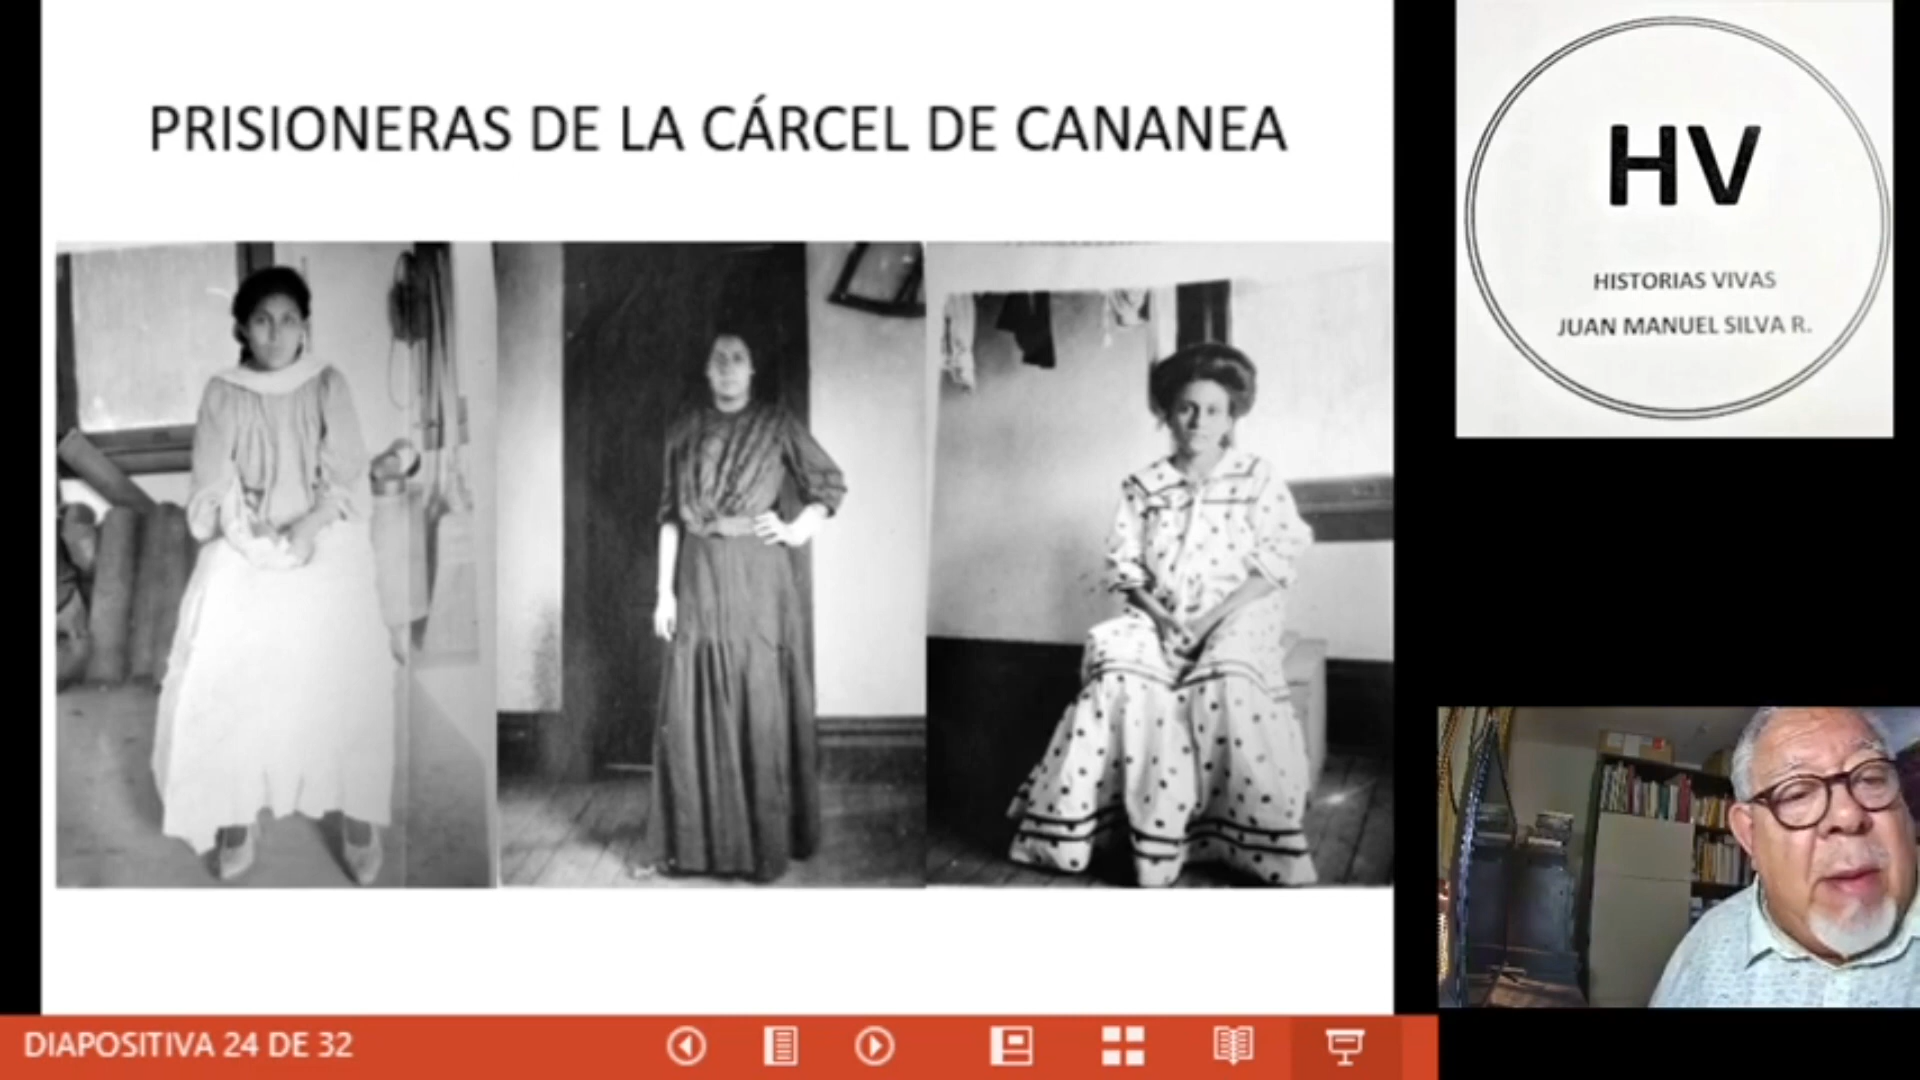 PRISIONERAS DE LA CÁRCEL DE CANANEA
HV
HISTORIAS VIVAS
JUAN MANUEL SILVA R.
DIAPOSITIVA 24 DE 32